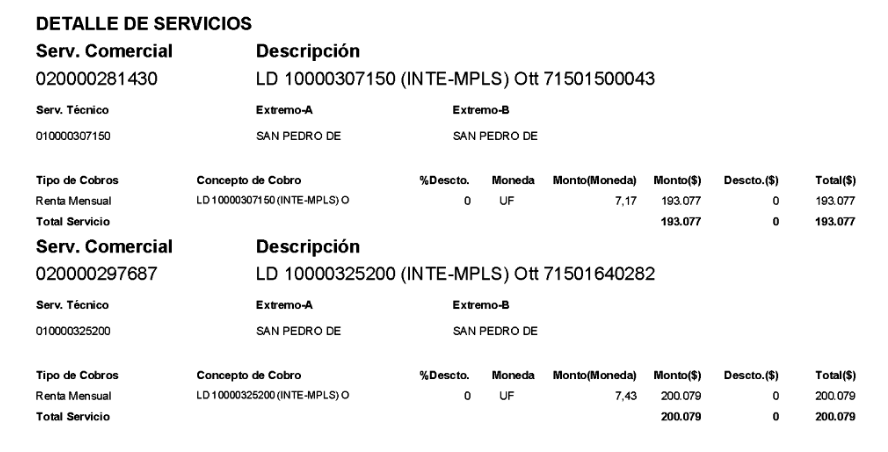 DETALLE DE SERVICIOS
Serv. Comercial Descripción
020000281430 LD 10000307150 (INTE-MPLS) Ott 71501500043
Serv. Técnico Extremo-A Extremo-B
010000307150 SAN PEDRO DE SAN PEDRO DE
Tipo de Cobros Concepto de Cobro %Descto. Moneda Monto(Moneda) Monto($) Descto.($) Total($)
Renta Mensual LD 10000307150 (INTE-MPLS) O 0 UF 7,17 193.077 0 193.077
Total Servicio 193.077 0 193.077
Serv. Comercial Descripción
020000297687 LD 10000325200 (INTE-MPLS) Ott 71501640282
Serv. Técnico Extremo-A Extremo-B
010000325200 SAN PEDRO DE SAN PEDRO DE
Tipo de Cobros Concepto de Cobro %Descto. Moneda Monto(Moneda) Monto($) Descto.($) Total($)
Renta Mensual LD 10000325200 (INTE-MPLS) O 0 UF 7,43 200.079 0 200.079
Total Servicio 200.079 0 200.079